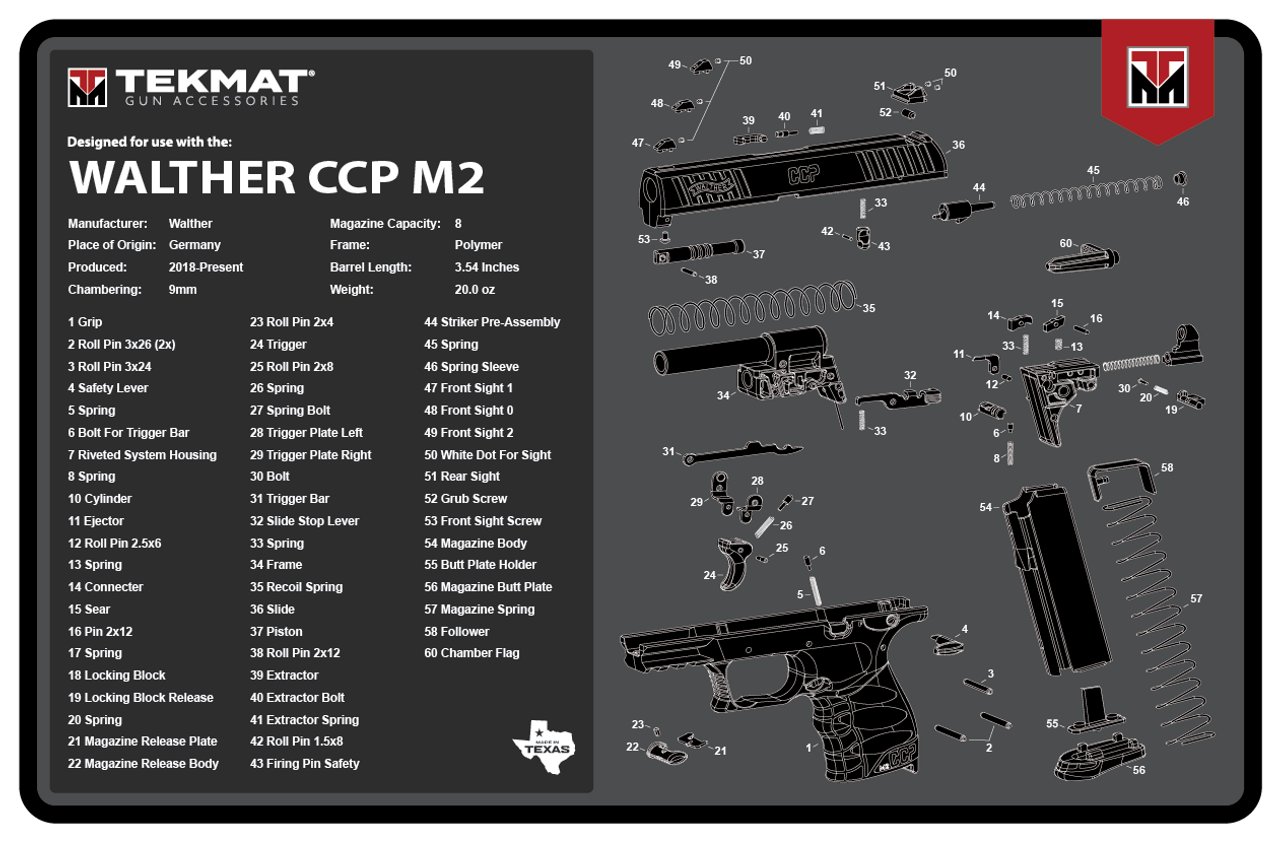 TEKMAT®
GUN ACCESSORIES
Designed for use with the:
WALTHER CCP M2
Manufacturer: Walther
Place of Origin: Germany
Produced: 2018-Present
Chambering: 9mm
Magazine Capacity: 8
Frame: Polymer
Barrel Length: 3.54 Inches
Weight: 20.0 oz
1 Grip
2 Roll Pin 3x26 (2x)
3 Roll Pin 3x24
4 Safety Lever
5 Spring
6 Bolt For Trigger Bar
7 Riveted System Housing
8 Spring
10 Cylinder
11 Ejector
12 Roll Pin 2.5x6
13 Spring
14 Connecter
15 Sear
16 Pin 2x12
17 Spring
18 Locking Block
19 Locking Block Release
20 Spring
21 Magazine Release Plate
22 Magazine Release Body
23 Roll Pin 2x4
24 Trigger
25 Roll Pin 2x8
26 Spring
27 Spring Bolt
28 Trigger Plate Left
29 Trigger Plate Right
30 Bolt
31 Trigger Bar
32 Slide Stop Lever
33 Spring
34 Frame
35 Recoil Spring
36 Slide
37 Piston
38 Roll Pin 2x12
39 Extractor
40 Extractor Bolt
41 Extractor Spring
42 Roll Pin 1.5x8
43 Firing Pin Safety
44 Striker Pre-Assembly
45 Spring
46 Spring Sleeve
47 Front Sight 1
48 Front Sight 0
49 Front Sight 2
50 White Dot For Sight
51 Rear Sight
52 Grub Screw
53 Front Sight Screw
54 Magazine Body
55 Butt Plate Holder
56 Magazine Butt Plate
57 Magazine Spring
58 Follower
60 Chamber Flag
MADE IN
TEXAS
49
50
48
47
39
40
41
51
50
52
36
WALTHER
CCP
53
37
38
33
42
43
44
45
46
60
35
34
32
33
14
15
16
33
13
11
12
10
7
6
8
30
20
19
31
29
28
27
26
25
24
6
5
4
3
2
1
M2
CCP
23
22
21
58
54
57
55
56